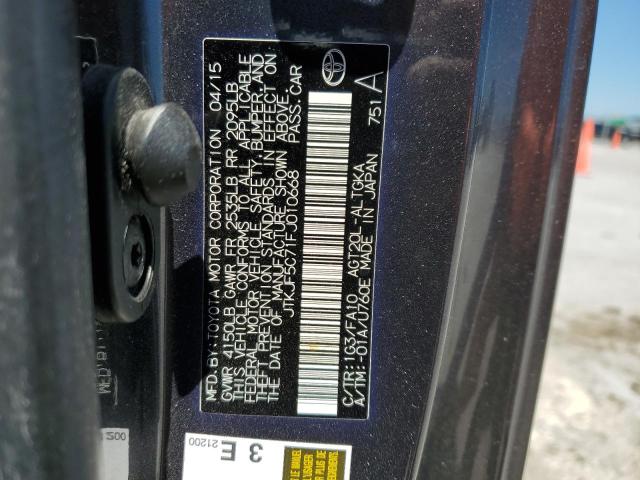 MFD.BY:TOYOTA MOTOR CORPORATION 04/15
GVWR 4150LB GAWR FR 2535LB RR 2095LB
THIS VEHICLE CONFORMS TO ALL APPLICABLE
FEDERAL MOTOR VEHICLE SAFETY, BUMPER, AND
THEFT PREVENTION STANDARDS IN EFFECT ON
THE DATE OF MANUFACTURE SHOWN ABOVE.
JTKJF5C71FJ010668 PASS.CAR
C/TR:1G3/FA10 AGT20L-ALTGKA
A/TM:-01A/U760E MADE IN JAPAN
751 A
3 E
21200